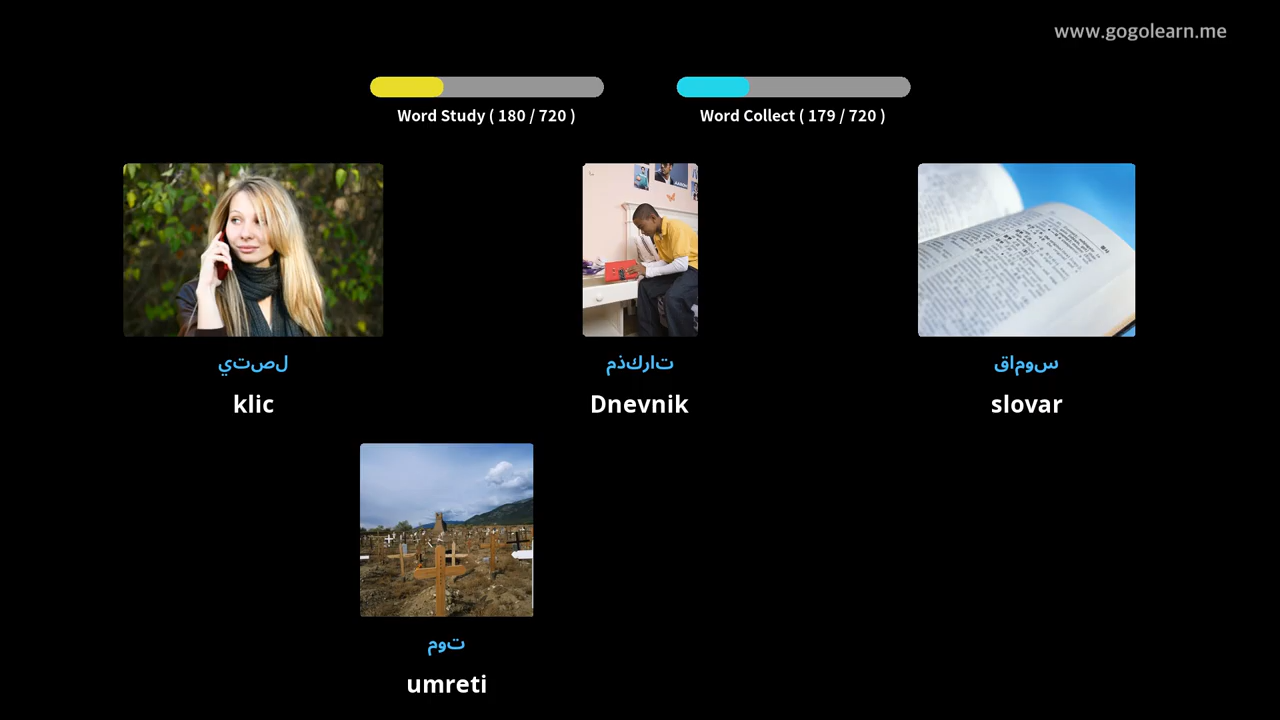 www.gogolearn.me
Word Study ( 180 / 720 )
Word Collect ( 179 / 720 )
لصتي
تاركذم
سوماق
klic
Dnevnik
slovar
توم
umreti